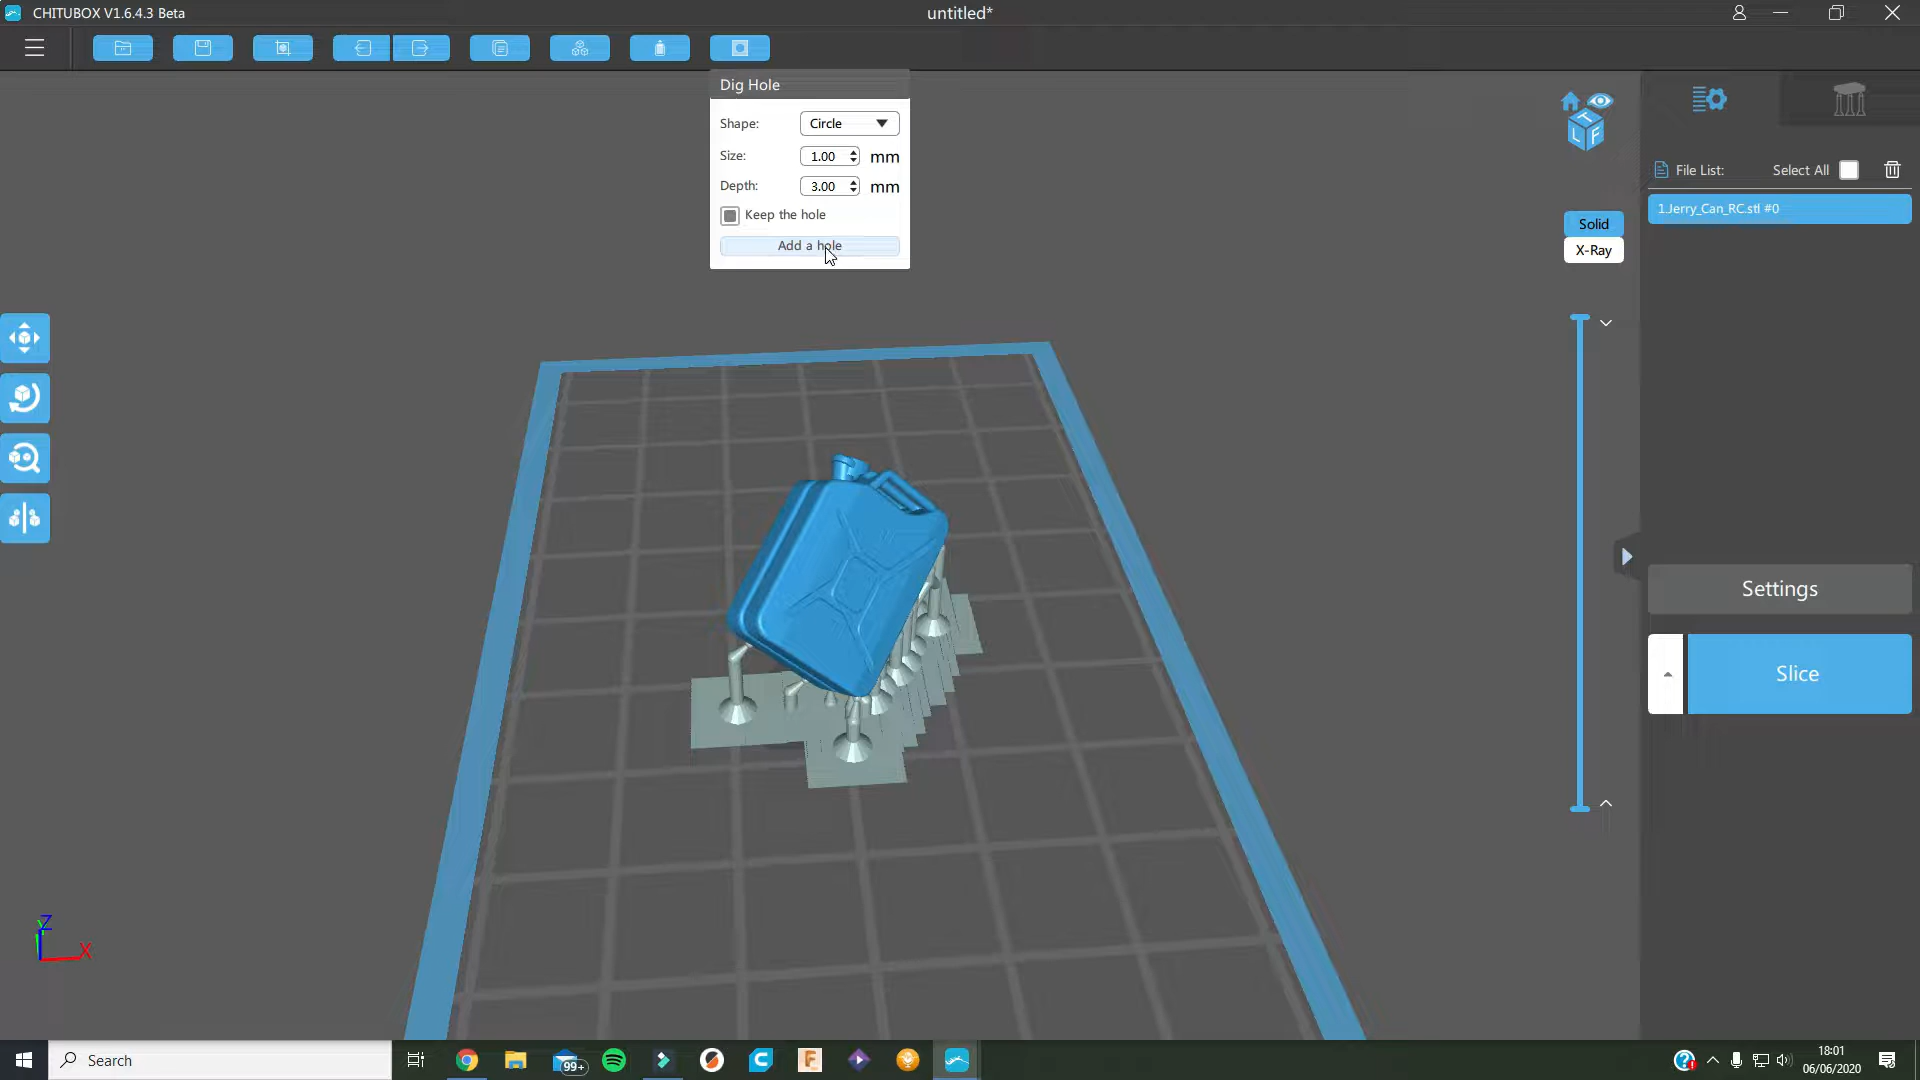 CHITUBOX V1.6.4.3 Beta
untitled*
Dig Hole
Shape: Circle
Size: 1.00 mm
Depth: 3.00 mm
Keep the hole
Add a hole
T
L F
File List: Select All
1.Jerry_Can_RC.stl #0
Solid
X-Ray
Settings
Slice
Z
Y
X
Search
99+
18:01
06/06/2020